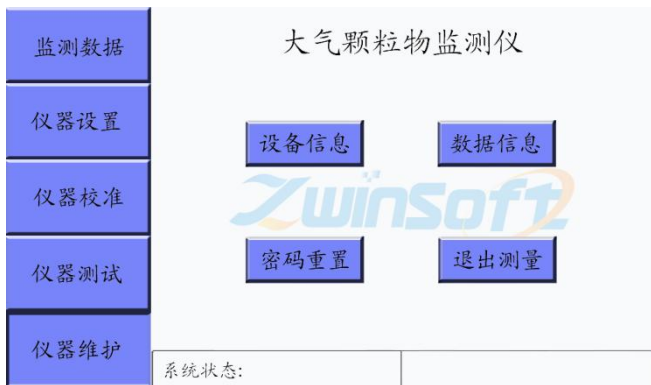 监测数据
大气颗粒物监测仪
仪器设置
设备信息
数据信息
仪器校准
ZwinSoft
仪器测试
密码重置
退出测量
仪器维护
系统状态: